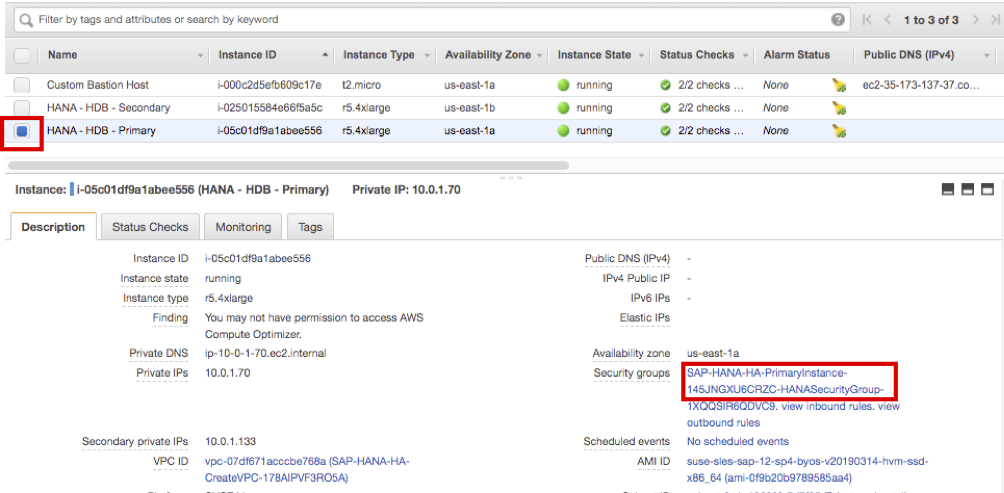 Filter by tags and attributes or search by keyword 1 to 3 of 3
Name Instance ID Instance Type Availability Zone Instance State Status Checks Alarm Status Public DNS (IPv4)
Custom Bastion Host i-000c2d5efb609c17e t2.micro us-east-1a running 2/2 checks ... None ec2-35-173-137-37.co...
HANA - HDB - Secondary i-025015584e66f5a5c r5.4xlarge us-east-1b running 2/2 checks ... None
HANA - HDB - Primary i-05c01df9a1abee556 r5.4xlarge us-east-1a running 2/2 checks ... None
Instance: i-05c01df9a1abee556 (HANA - HDB - Primary) Private IP: 10.0.1.70
Description Status Checks Monitoring Tags
Instance ID i-05c01df9a1abee556 Public DNS (IPv4) -
Instance state running IPv4 Public IP -
Instance type r5.4xlarge IPv6 IPs -
Finding You may not have permission to access AWS Elastic IPs
Compute Optimizer.
Private DNS ip-10-0-1-70.ec2.internal Availability zone us-east-1a
Private IPs 10.0.1.70 Security groups SAP-HANA-HA-PrimaryInstance-
145JNGXU6CRZC-HANASecurityGroup-
1XQQSIR6QDVC9. view inbound rules. view
outbound rules
Secondary private IPs 10.0.1.133 Scheduled events No scheduled events
VPC ID vpc-07df671acccbe768a (SAP-HANA-HA- AMI ID suse-sles-sap-12-sp4-byos-v20190314-hvm-ssd-
CreateVPC-178AIPVF3RO5A) x86_64 (ami-0f9b20b9789585aa4)